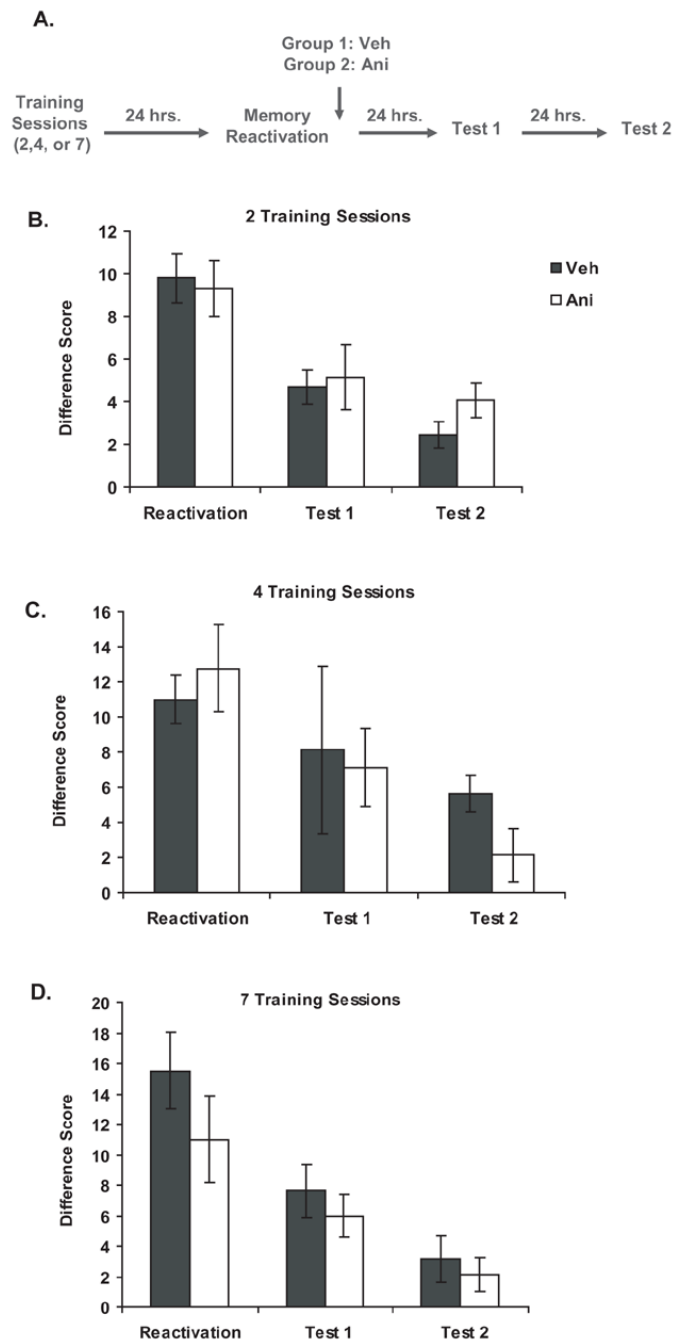 A.
Group 1: Veh
Group 2: Ani
Training
Sessions
(2,4, or 7)
24 hrs.
Memory
Reactivation
24 hrs.
Test 1
24 hrs.
Test 2
B.
2 Training Sessions
12
10
8
6
4
2
0
Difference Score
Reactivation
Test 1
Test 2
Veh
Ani
C.
4 Training Sessions
16
14
12
10
8
6
4
2
0
Difference Score
Reactivation
Test 1
Test 2
D.
7 Training Sessions
20
18
16
14
12
10
8
6
4
2
0
Difference Score
Reactivation
Test 1
Test 2